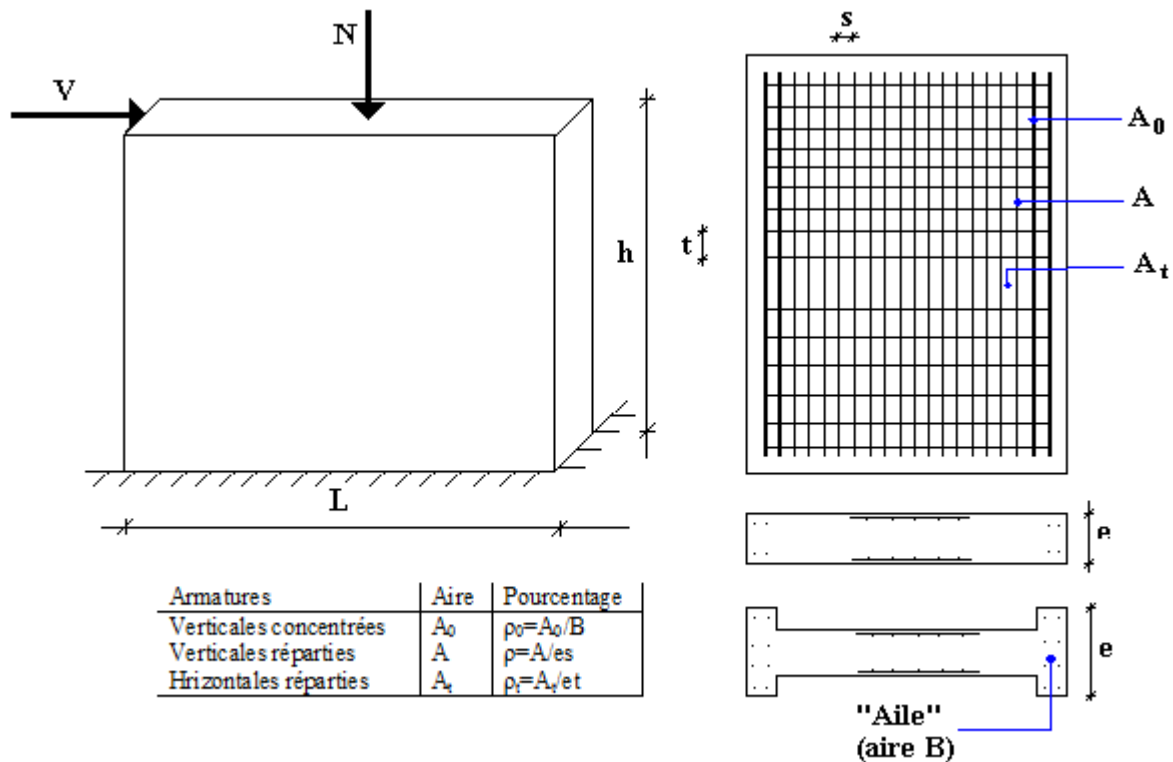 N
V
h
L
s
t
A0
A
At
e
e
"Aile"
(aire B)
Armatures Aire Pourcentage
Verticales concentrées A0 ρ0=A0/B
Verticales réparties A ρ=A/es
Hrizontales réparties At ρt=At/et